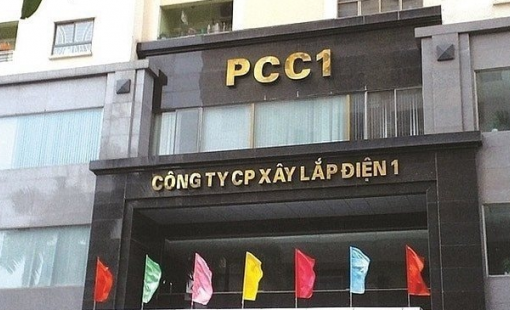 PCC1
CÔNG TY CP XÂY LẮP ĐIỆN 1